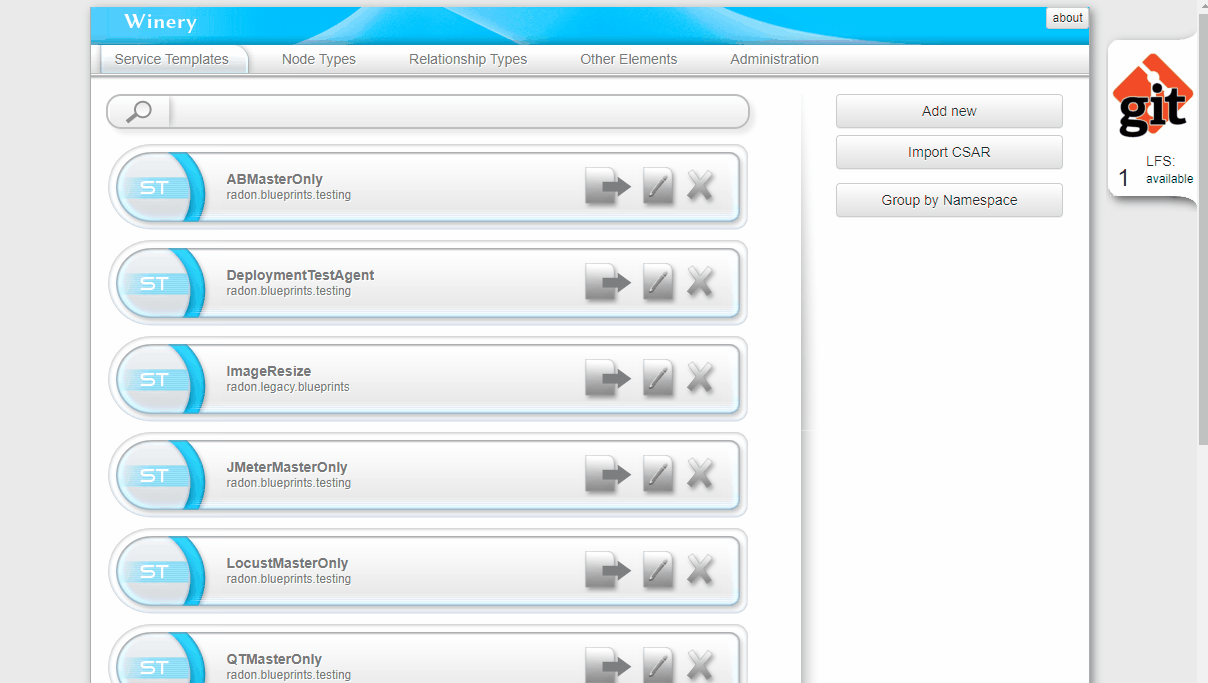 Winery
about
Service Templates
Node Types
Relationship Types
Other Elements
Administration
git
LFS:
1
available
Add new
Import CSAR
Group by Namespace
ST
ABMasterOnly
radon.blueprints.testing
ST
DeploymentTestAgent
radon.blueprints.testing
ST
ImageResize
radon.legacy.blueprints
ST
JMeterMasterOnly
radon.blueprints.testing
ST
LocustMasterOnly
radon.blueprints.testing
ST
QTMasterOnly
radon.blueprints.testing